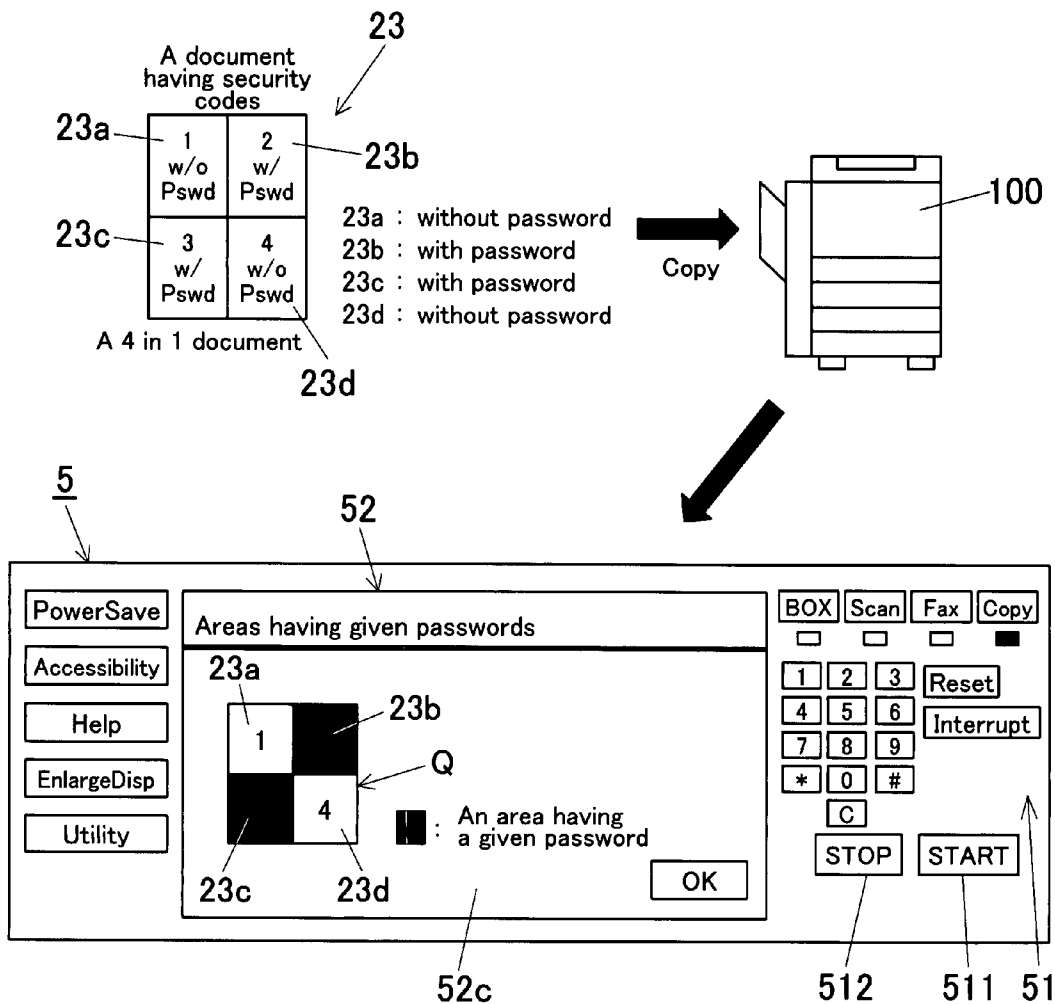 23
A document
having security
codes
23a
1
w/o
Pswd
2
w/
Pswd
23b
23c
3
w/
Pswd
4
w/o
Pswd
A 4 in 1 document
23d
23a : without password
23b : with password
23c : with password
23d : without password
Copy
100
5
52
PowerSave
Accessibility
Help
EnlargeDisp
Utility
Areas having given passwords
23a
1
23b
Q
4
23c
23d
: An area having
a given password
OK
52c
BOX Scan Fax Copy
1 2 3 Reset
4 5 6 Interrupt
7 8 9
* 0 #
C
STOP START
512 511 51